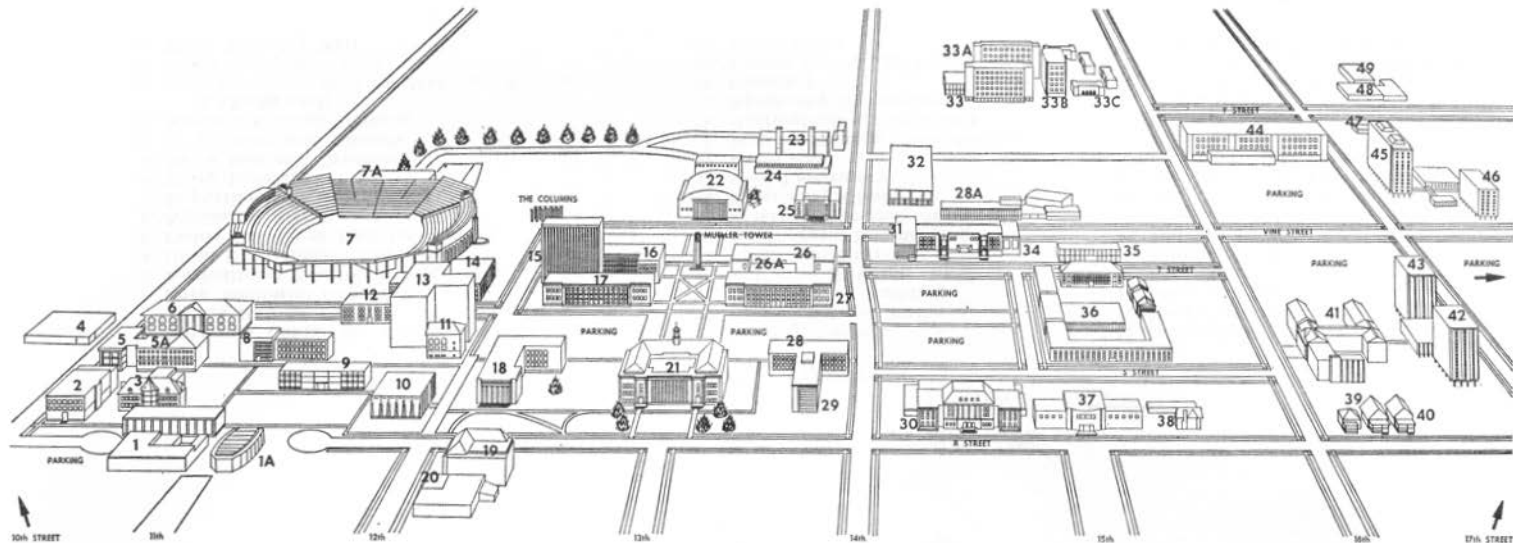 33A
49
48
33
33B
33C
Y STREET
47
44
45
23
32
24
7A
22
46
28A
PARKING
THE COLUMNS
25
7
31
VINE STREET
MUELLER TOWER
16
26
34
35
15
14
26A
43
PARKING
13
T STREET
17
12
27
PARKING
PARKING
6
36
41
42
4
11
PARKING
PARKING
5
5A
8
PARKING
28
21
18
9
S STREET
2
3
10
29
37
39
40
30
38
R STREET
1
19
PARKING
1A
20
10th STREET
11th
12th
13th
14th
15th
16th
17th STREET